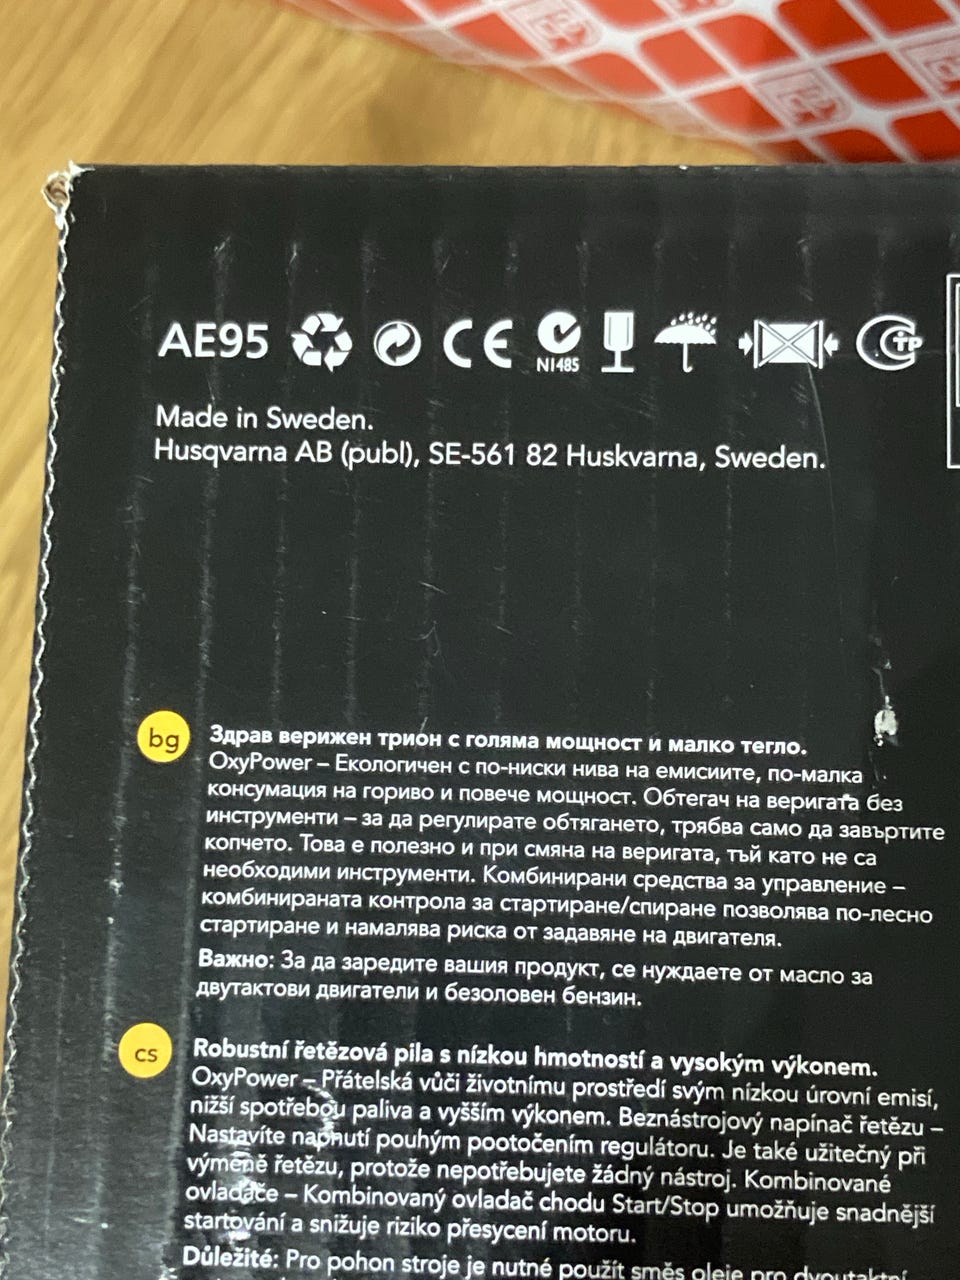 AE95
CE
N1485
Made in Sweden.
Husqvarna AB (publ), SE-561 82 Huskvarna, Sweden.
bg
Здрав верижен трион с голяма мощност и малко тегло.
OxyPower – Екологичен с по-ниски нива на емисиите, по-малка
консумация на гориво и повече мощност. Обтегач на веригата без
инструменти – за да регулирате обтягането, трябва само да завъртите
копчето. Това е полезно и при смяна на веригата, тъй като не са
необходими инструменти. Комбинирани средства за управление –
комбинираната контрола за стартиране/спиране позволява по-лесно
стартиране и намалява риска от задавяне на двигателя.
Важно: За да заредите вашия продукт, се нуждаете от масло за
двутактови двигатели и безоловен бензин.
cs
Robustní řetězová pila s nízkou hmotností a vysokým výkonem.
OxyPower – Přátelská vůči životnímu prostředí svým nízkou úrovní emisí,
nižší spotřebou paliva a vyšším výkonem. Beznástrojový napínač řetězu –
Nastavíte napnutí pouhým pootočením regulátoru. Je také užitečný při
výměně řetězu, protože nepotřebujete žádný nástroj. Kombinované
ovladače – Kombinovaný ovladač chodu Start/Stop umožňuje snadnější
startování a snižuje riziko přesycení motoru.
Důležité: Pro pohon stroje je nutné použít směs oleje pro dvoutaktní